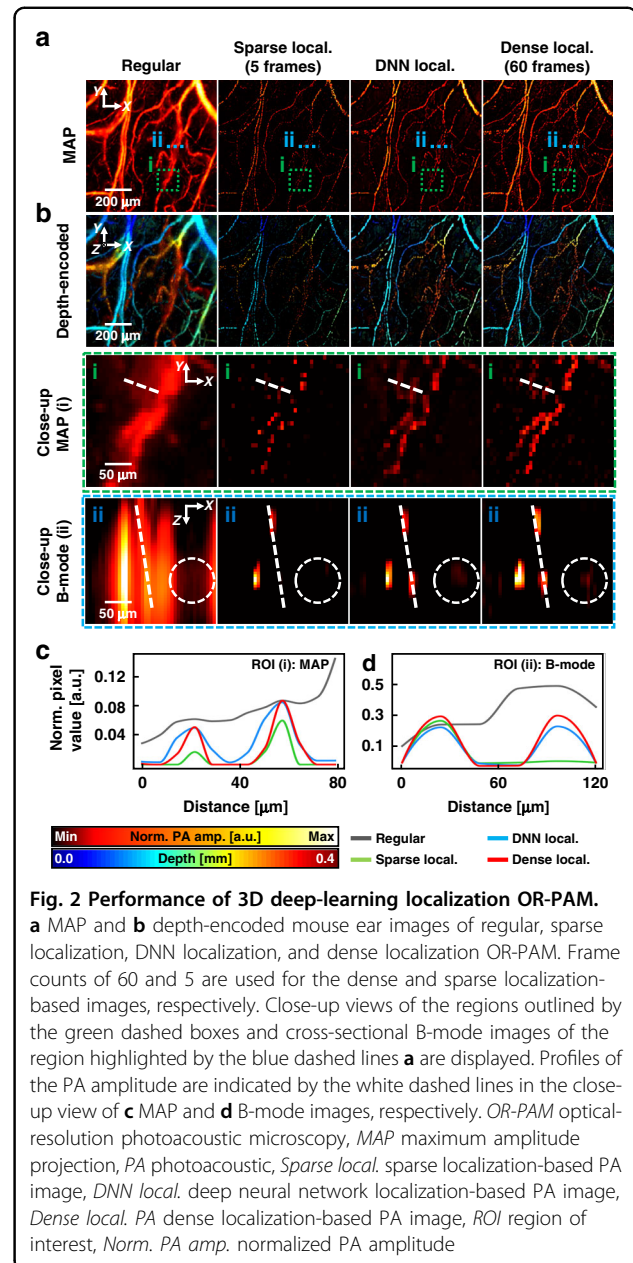 a
Regular
Sparse local.
(5 frames)
DNN local.
Dense local.
(60 frames)
MAP
Y
X
ii
i
200 μm
ii
i
ii
i
ii
i
b
Depth-encoded
Y
Z
X
200 μm
Close-up
MAP (i)
i
Y
X
50 μm
i
i
i
Close-up
B-mode (ii)
ii
X
Z
50 μm
ii
ii
ii
c
ROI (i): MAP
Norm. pixel
value [a.u.]
0.12
0.08
0.04
0
40
80
Distance [μm]
d
ROI (ii): B-mode
0.5
0.3
0.1
0
60
120
Distance [μm]
Min Norm. PA amp. [a.u.] Max
0.0 Depth [mm] 0.4
Regular
DNN local.
Sparse local.
Dense local.
Fig. 2 Performance of 3D deep-learning localization OR-PAM.
a MAP and b depth-encoded mouse ear images of regular, sparse
localization, DNN localization, and dense localization OR-PAM. Frame
counts of 60 and 5 are used for the dense and sparse localization-
based images, respectively. Close-up views of the regions outlined by
the green dashed boxes and cross-sectional B-mode images of the
region highlighted by the blue dashed lines a are displayed. Profiles of
the PA amplitude are indicated by the white dashed lines in the close-
up view of c MAP and d B-mode images, respectively. OR-PAM optical-
resolution photoacoustic microscopy, MAP maximum amplitude
projection, PA photoacoustic, Sparse local. sparse localization-based PA
image, DNN local. deep neural network localization-based PA image,
Dense local. PA dense localization-based PA image, ROI region of
interest, Norm. PA amp. normalized PA amplitude